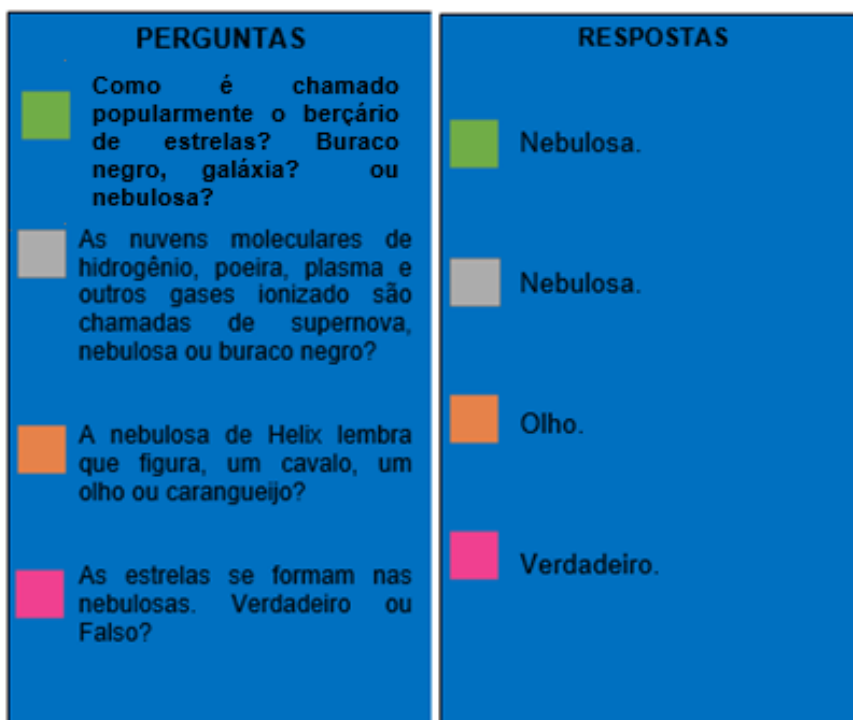 PERGUNTAS
Como é chamado
popularmente o berçário
de estrelas? Buraco
negro, galáxia? ou
nebulosa?
As nuvens moleculares de
hidrogênio, poeira, plasma e
outros gases ionizado são
chamadas de supernova,
nebulosa ou buraco negro?
A nebulosa de Helix lembra
que figura, um cavalo, um
olho ou carangueijo?
As estrelas se formam nas
nebulosas. Verdadeiro ou
Falso?
RESPOSTAS
Nebulosa.
Nebulosa.
Olho.
Verdadeiro.